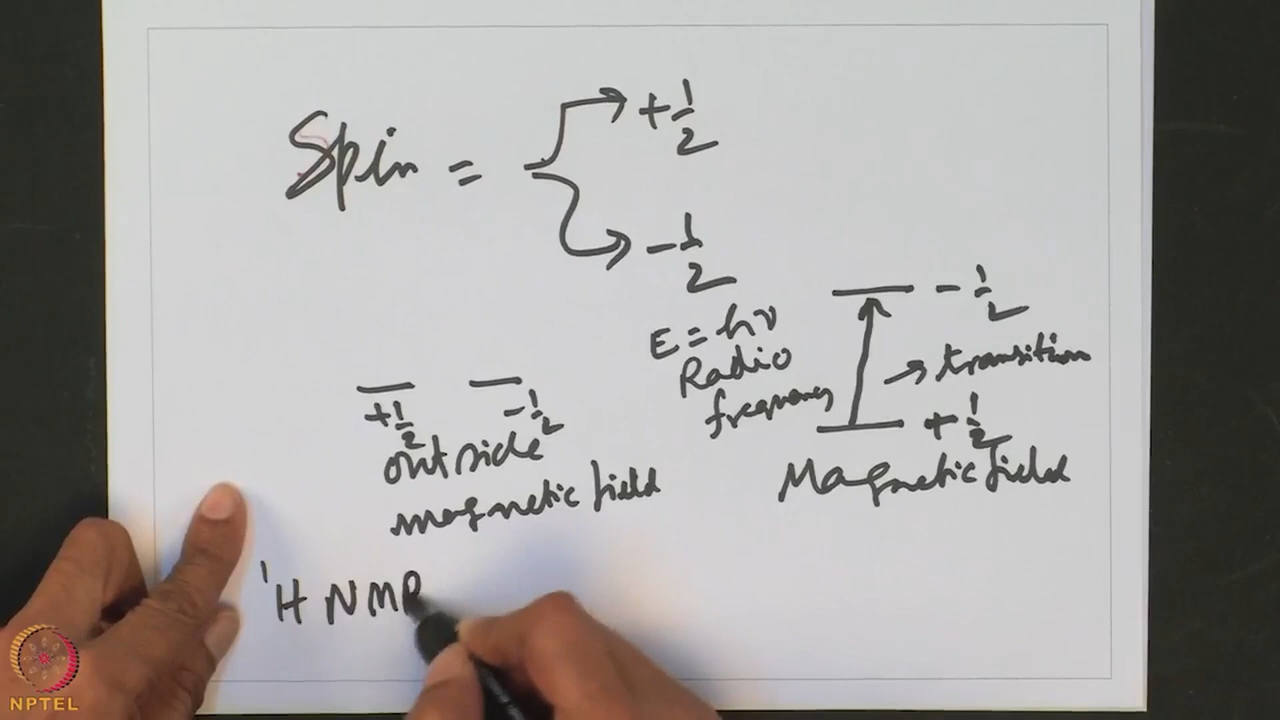 Spin =
+1/2
-1/2
E = hν
Radio
frequency
-1/2
→ transition
+1/2
Magnetic field
+1/2 -1/2
outside
magnetic field
¹H NMR
NPTEL